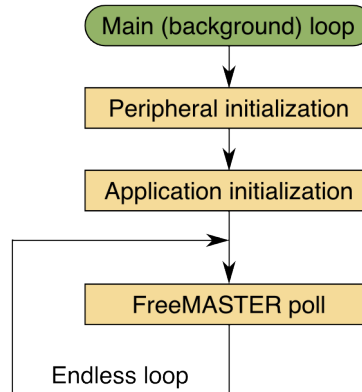 Main (background) loop
Peripheral initialization
Application initialization
FreeMASTER poll
Endless loop